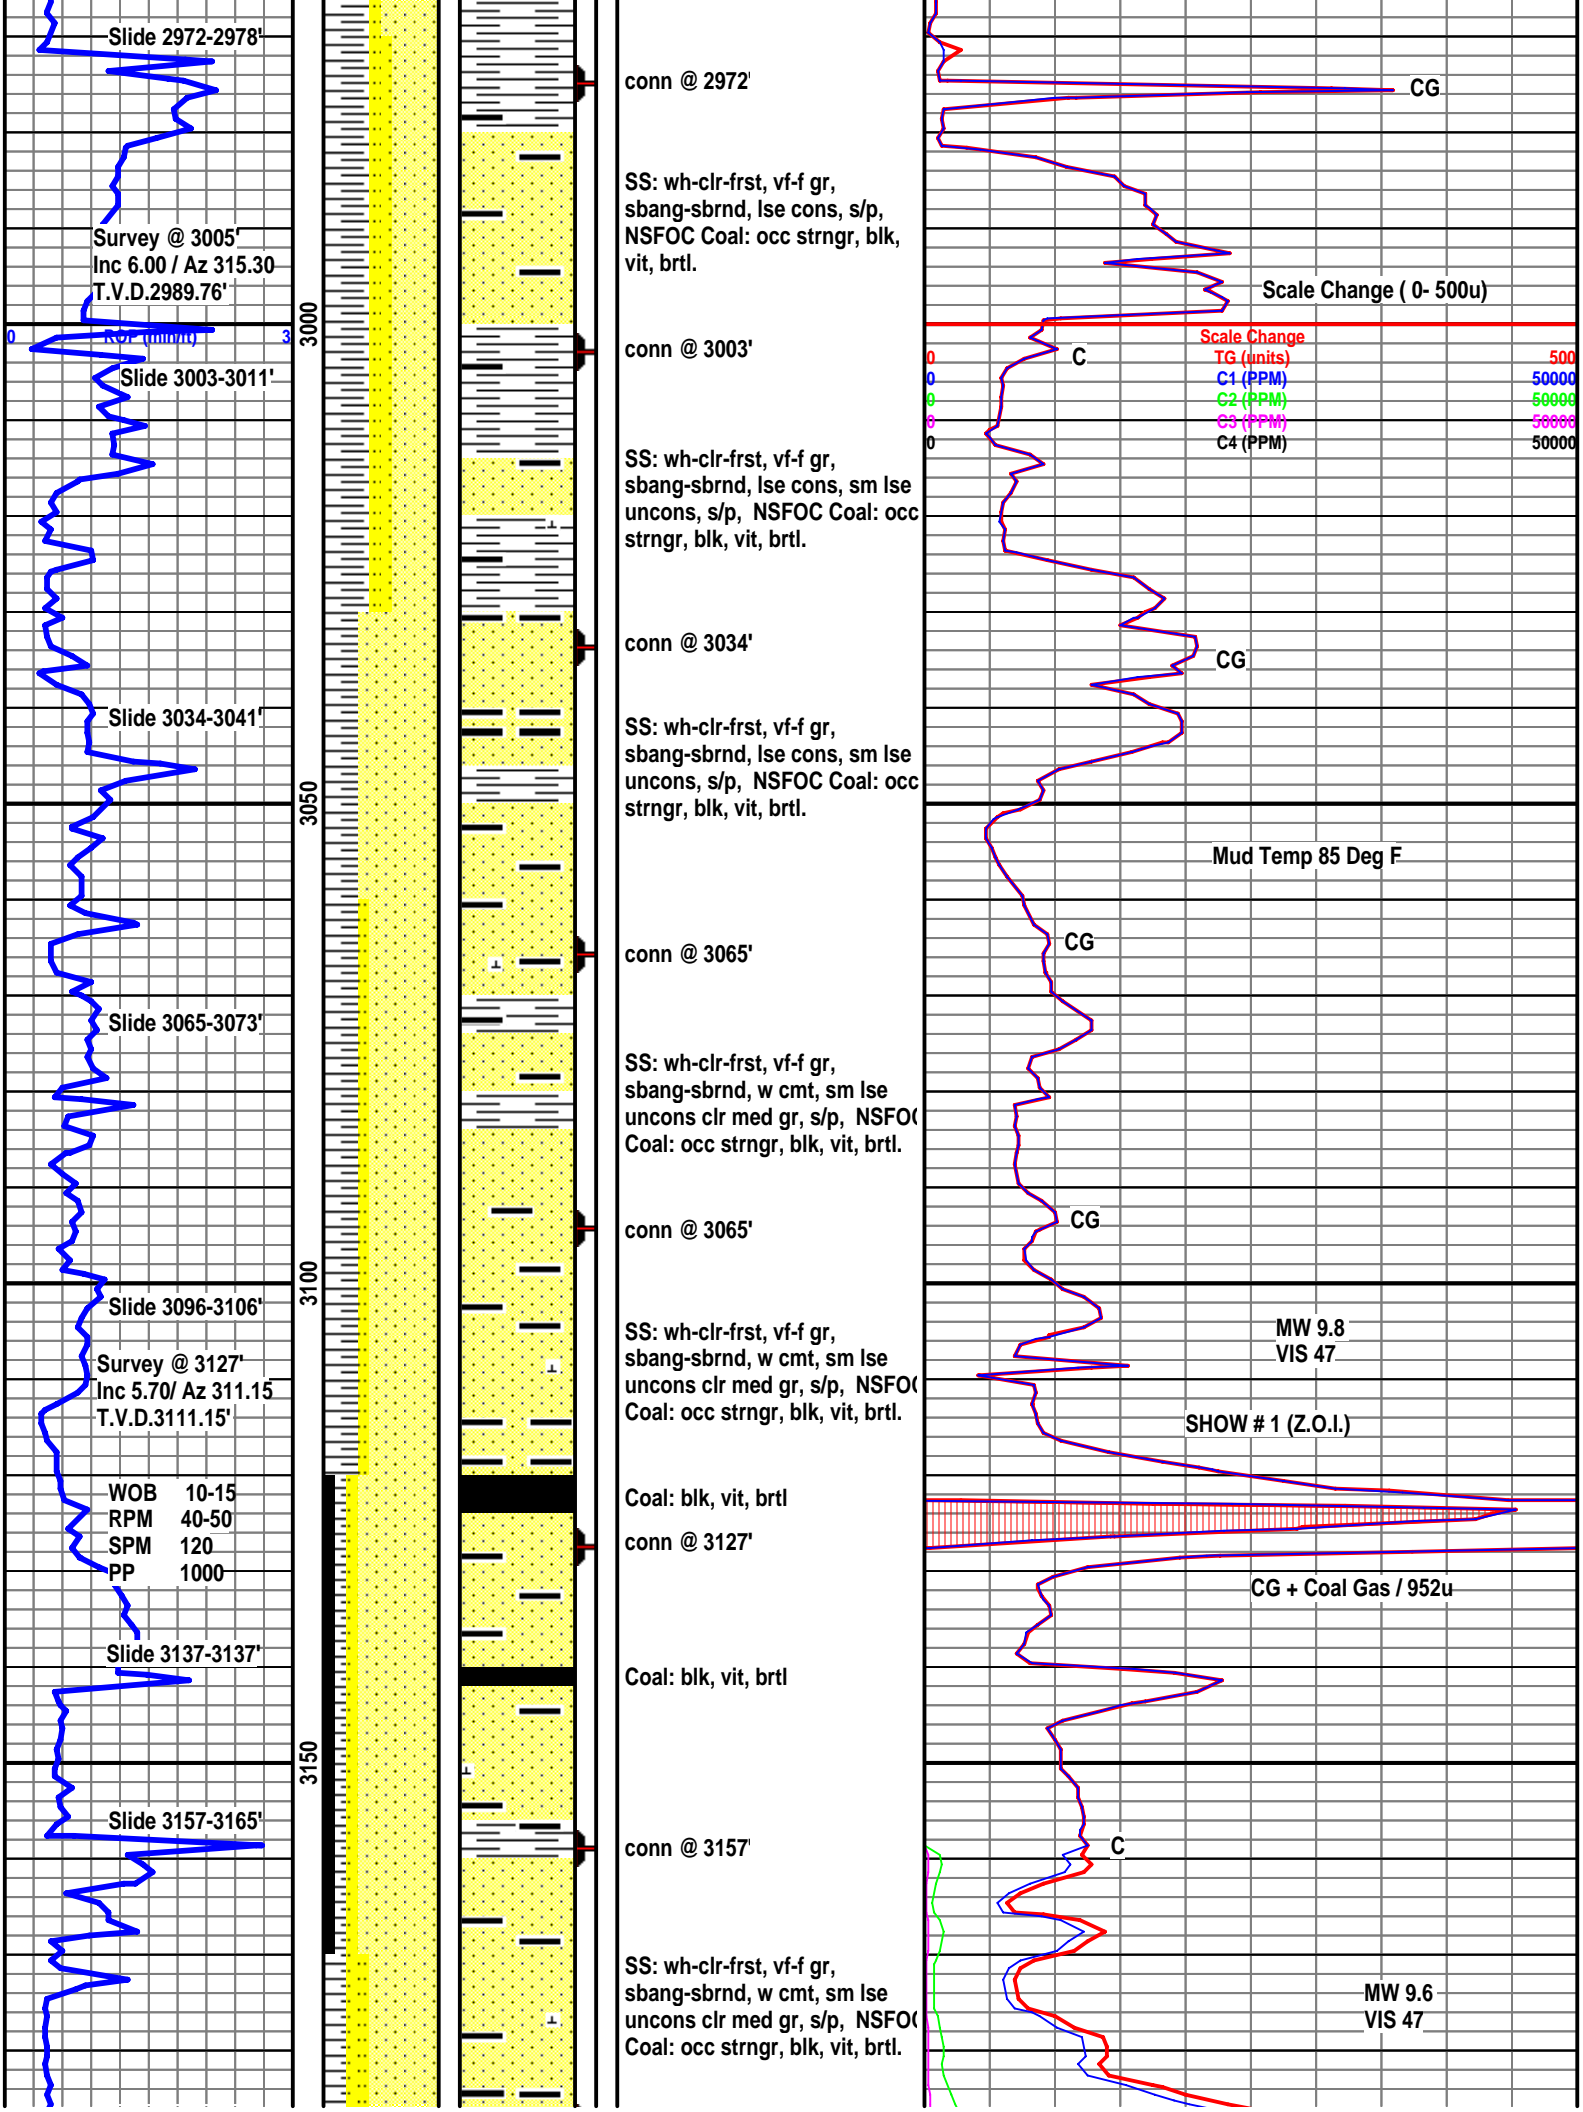 Slide 2972-2978'
Survey @ 3005'
Inc 6.00 / Az 315.30
T.V.D.2989.76'
0 ROP (min/ft) 3
Slide 3003-3011'
Slide 3034-3041'
Slide 3065-3073'
Slide 3096-3106'
Survey @ 3127'
Inc 5.70/ Az 311.15
T.V.D.3111.15'
WOB 10-15
RPM 40-50
SPM 120
PP 1000
Slide 3137-3137'
Slide 3157-3165'
3000
3050
3100
3150
conn @ 2972'
SS: wh-clr-frst, vf-f gr,
sbang-sbrnd, lse cons, s/p,
NSFOC Coal: occ strngr, blk,
vit, brtl.
conn @ 3003'
SS: wh-clr-frst, vf-f gr,
sbang-sbrnd, lse cons, sm lse
uncons, s/p, NSFOC Coal: occ
strngr, blk, vit, brtl.
conn @ 3034'
SS: wh-clr-frst, vf-f gr,
sbang-sbrnd, lse cons, sm lse
uncons, s/p, NSFOC Coal: occ
strngr, blk, vit, brtl.
conn @ 3065'
SS: wh-clr-frst, vf-f gr,
sbang-sbrnd, w cmt, sm lse
uncons clr med gr, s/p, NSFO
Coal: occ strngr, blk, vit, brtl.
conn @ 3065'
SS: wh-clr-frst, vf-f gr,
sbang-sbrnd, w cmt, sm lse
uncons clr med gr, s/p, NSFO
Coal: occ strngr, blk, vit, brtl.
Coal: blk, vit, brtl
conn @ 3127'
Coal: blk, vit, brtl
conn @ 3157'
SS: wh-clr-frst, vf-f gr,
sbang-sbrnd, w cmt, sm lse
uncons clr med gr, s/p, NSFO
Coal: occ strngr, blk, vit, brtl.
CG
Scale Change ( 0- 500u)
Scale Change
0 TG (units) 500
0 C1 (PPM) 50000
0 C2 (PPM) 50000
0 C3 (PPM) 50000
0 C4 (PPM) 50000
C
CG
Mud Temp 85 Deg F
CG
CG
MW 9.8
VIS 47
SHOW # 1 (Z.O.I.)
CG + Coal Gas / 952u
C
MW 9.6
VIS 47